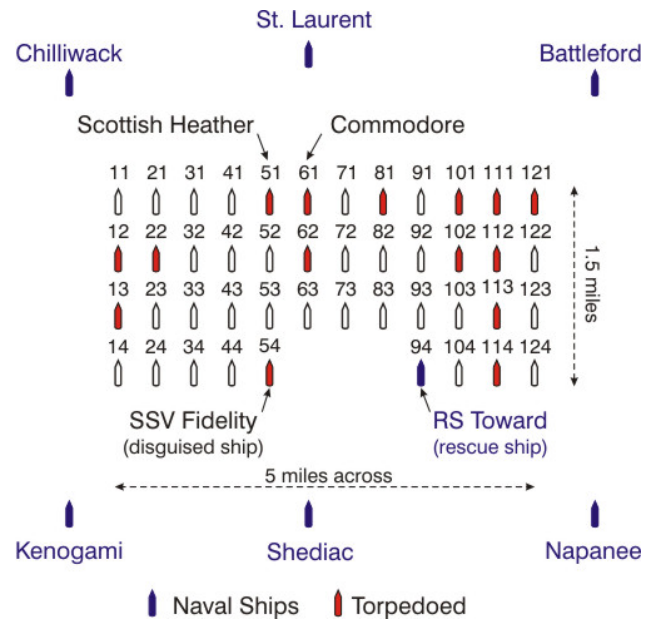 St. Laurent
Chilliwack
Battleford
Scottish Heather
Commodore
11 21 31 41 51 61 71 81 91 101 111 121
12 22 32 42 52 62 72 82 92 102 112 122
13 23 33 43 53 63 73 83 93 103 113 123
14 24 34 44 54 94 104 114 124
1.5 miles
SSV Fidelity
(disguised ship)
RS Toward
(rescue ship)
5 miles across
Kenogami
Shediac
Napanee
Naval Ships
Torpedoed